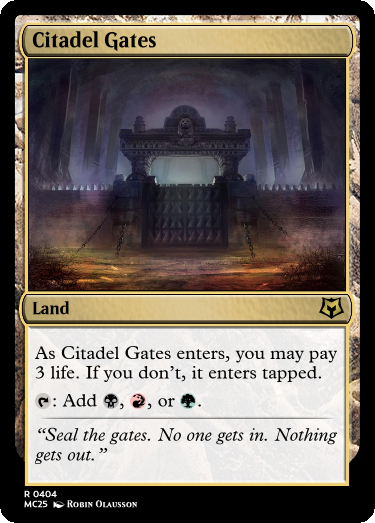 Citadel Gates
Land
As Citadel Gates enters, you may pay
3 life. If you don't, it enters tapped.
: Add , , or .
“Seal the gates. No one gets in. Nothing
gets out.”
R 0404
MC25 Robin Olausson